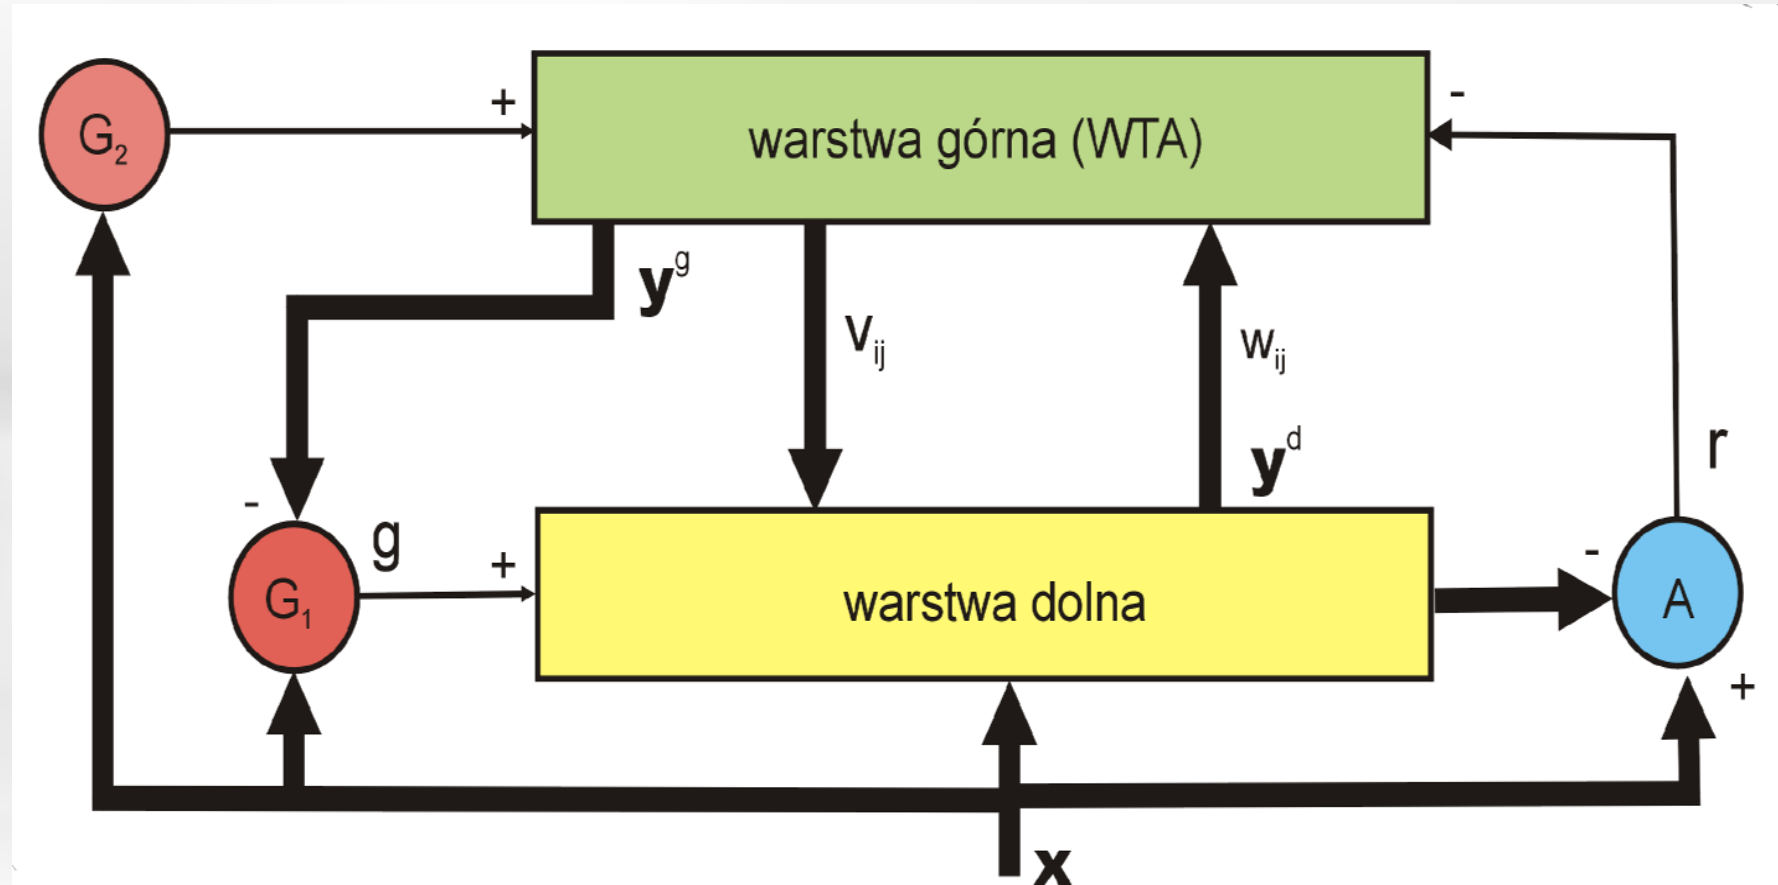 G₂
+
warstwa górna (WTA)
-
y^g
v_ij
w_ij
y^d
r
-
g
+
G₁
warstwa dolna
-
A
+
x